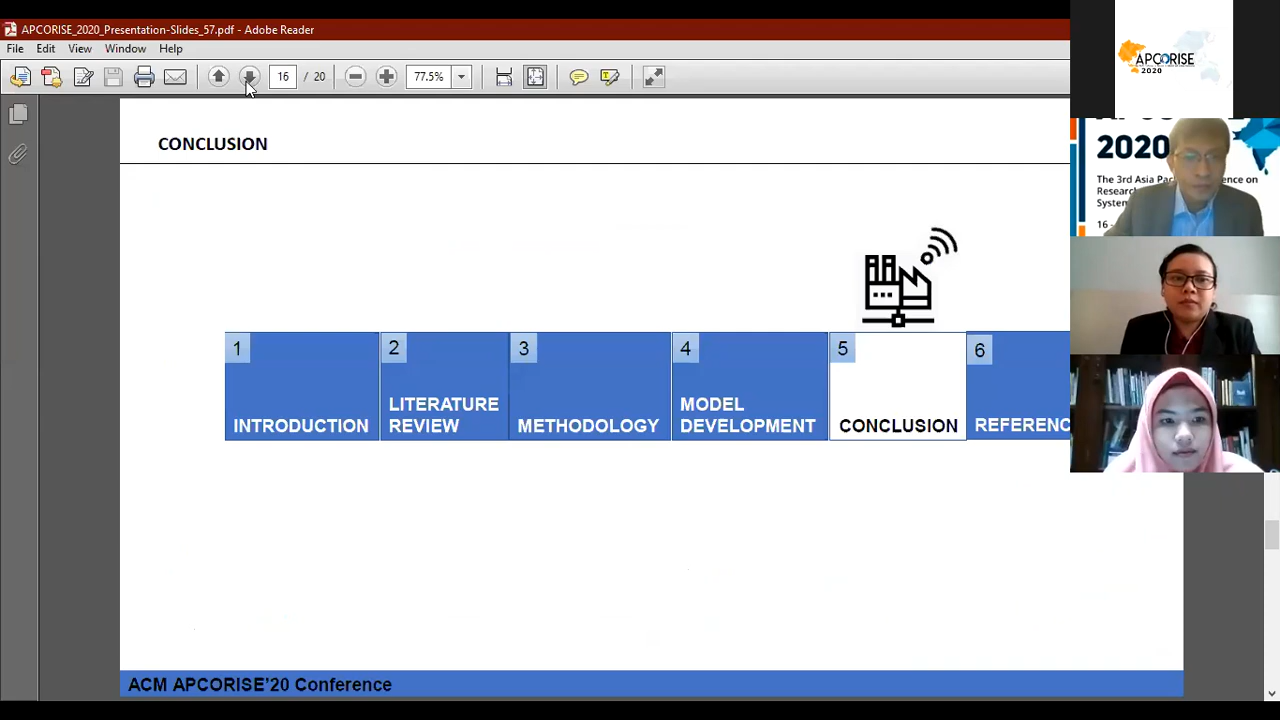 APCORISE_2020_Presentation-Slides_57.pdf - Adobe Reader
File Edit View Window Help
16 / 20 77.5%
CONCLUSION
1
INTRODUCTION
2
LITERATURE
REVIEW
3
METHODOLOGY
4
MODEL
DEVELOPMENT
5
CONCLUSION
6
REFERENC
ACM APCORISE'20 Conference
APCORISE
2020
2020
The 3rd Asia Pac ence on
Resear
System
16 -